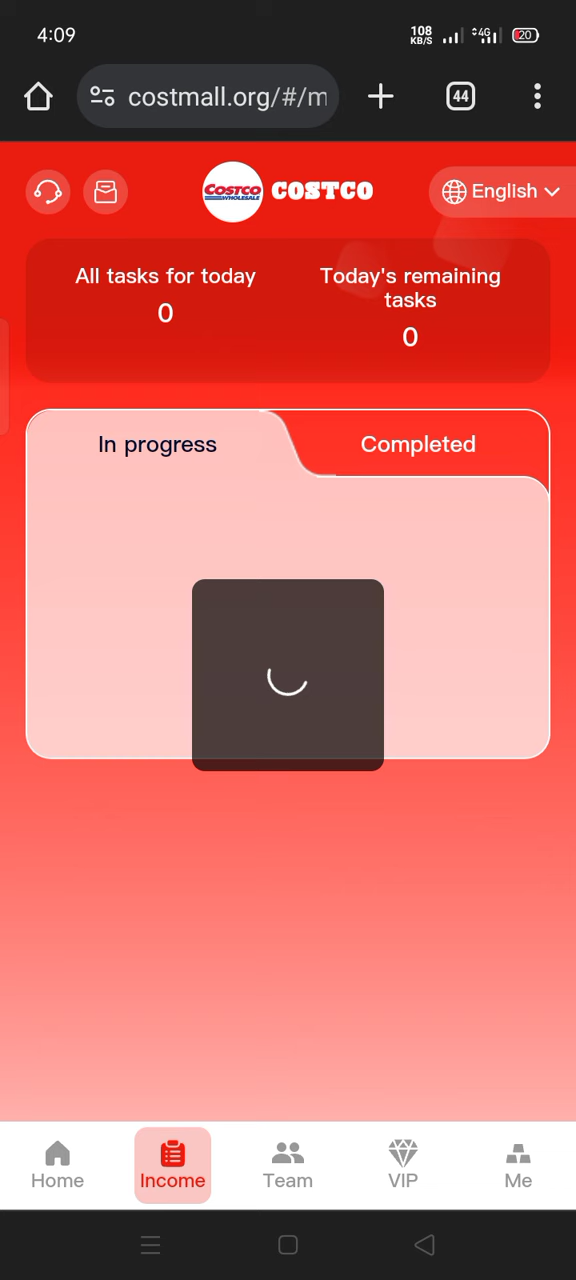 4:09
108
KB/S
4G
20
costmall.org/#/m
44
COSTCO
WHOLESALE
COSTCO
English
All tasks for today
0
Today's remaining
tasks
0
In progress
Completed
Home
Income
Team
VIP
Me